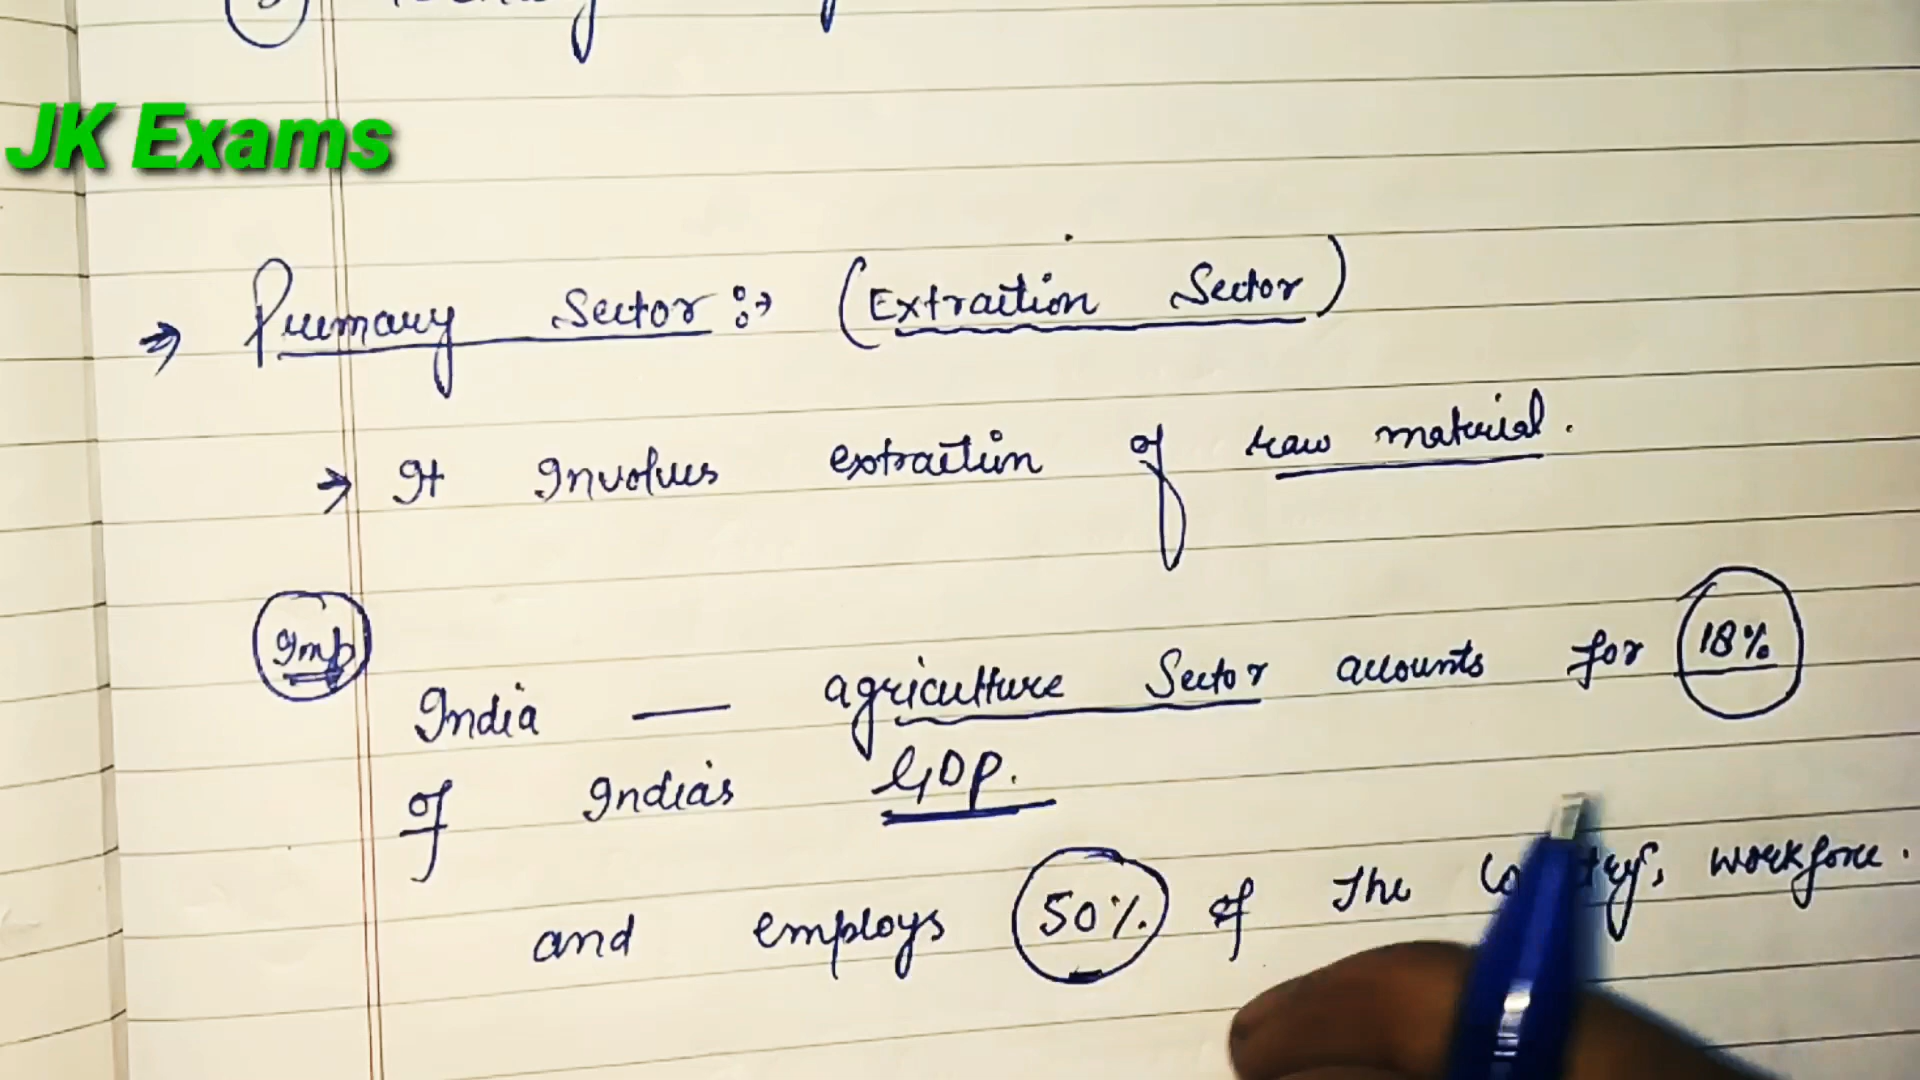 JK Exams
→ Primary Sector :→ (Extraction Sector)
→ It Involves extraction of raw material.
Imp
India — agriculture Sector accounts for 18%
of India's GDP.
and employs 50% of the country's workforce.